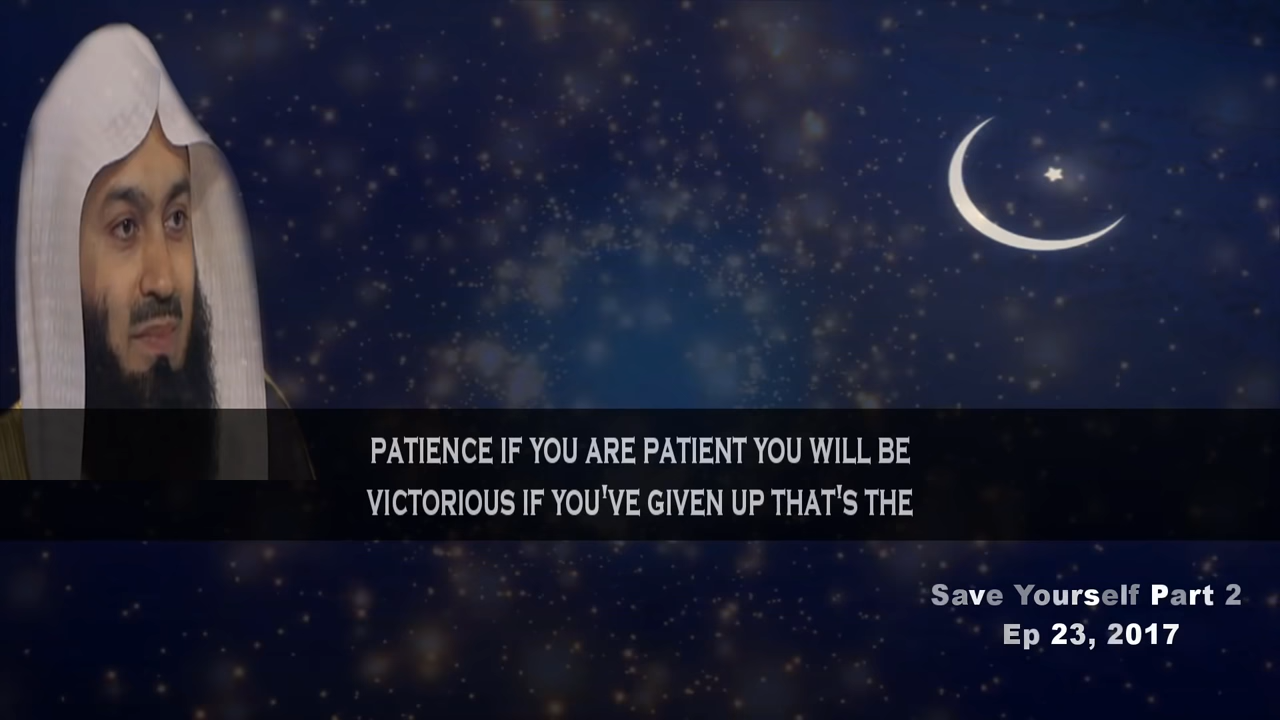 PATIENCE IF YOU ARE PATIENT YOU WILL BE
VICTORIOUS IF YOU'VE GIVEN UP THAT'S THE
Save Yourself Part 2
Ep 23, 2017